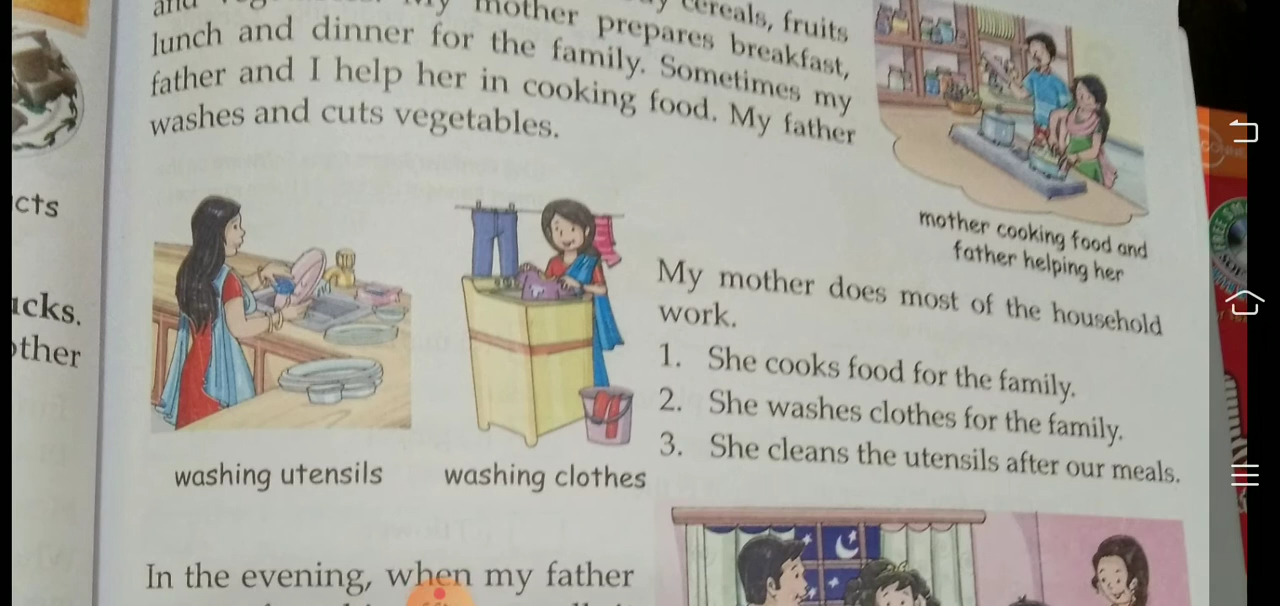 cereals, fruits
mother prepares breakfast,
lunch and dinner for the family. Sometimes my
father and I help her in cooking food. My father
washes and cuts vegetables.
mother cooking food and
father helping her
cts
icks.
other
My mother does most of the household
work.
1. She cooks food for the family.
2. She washes clothes for the family.
3. She cleans the utensils after our meals.
washing utensils
washing clothes
In the evening, when my father